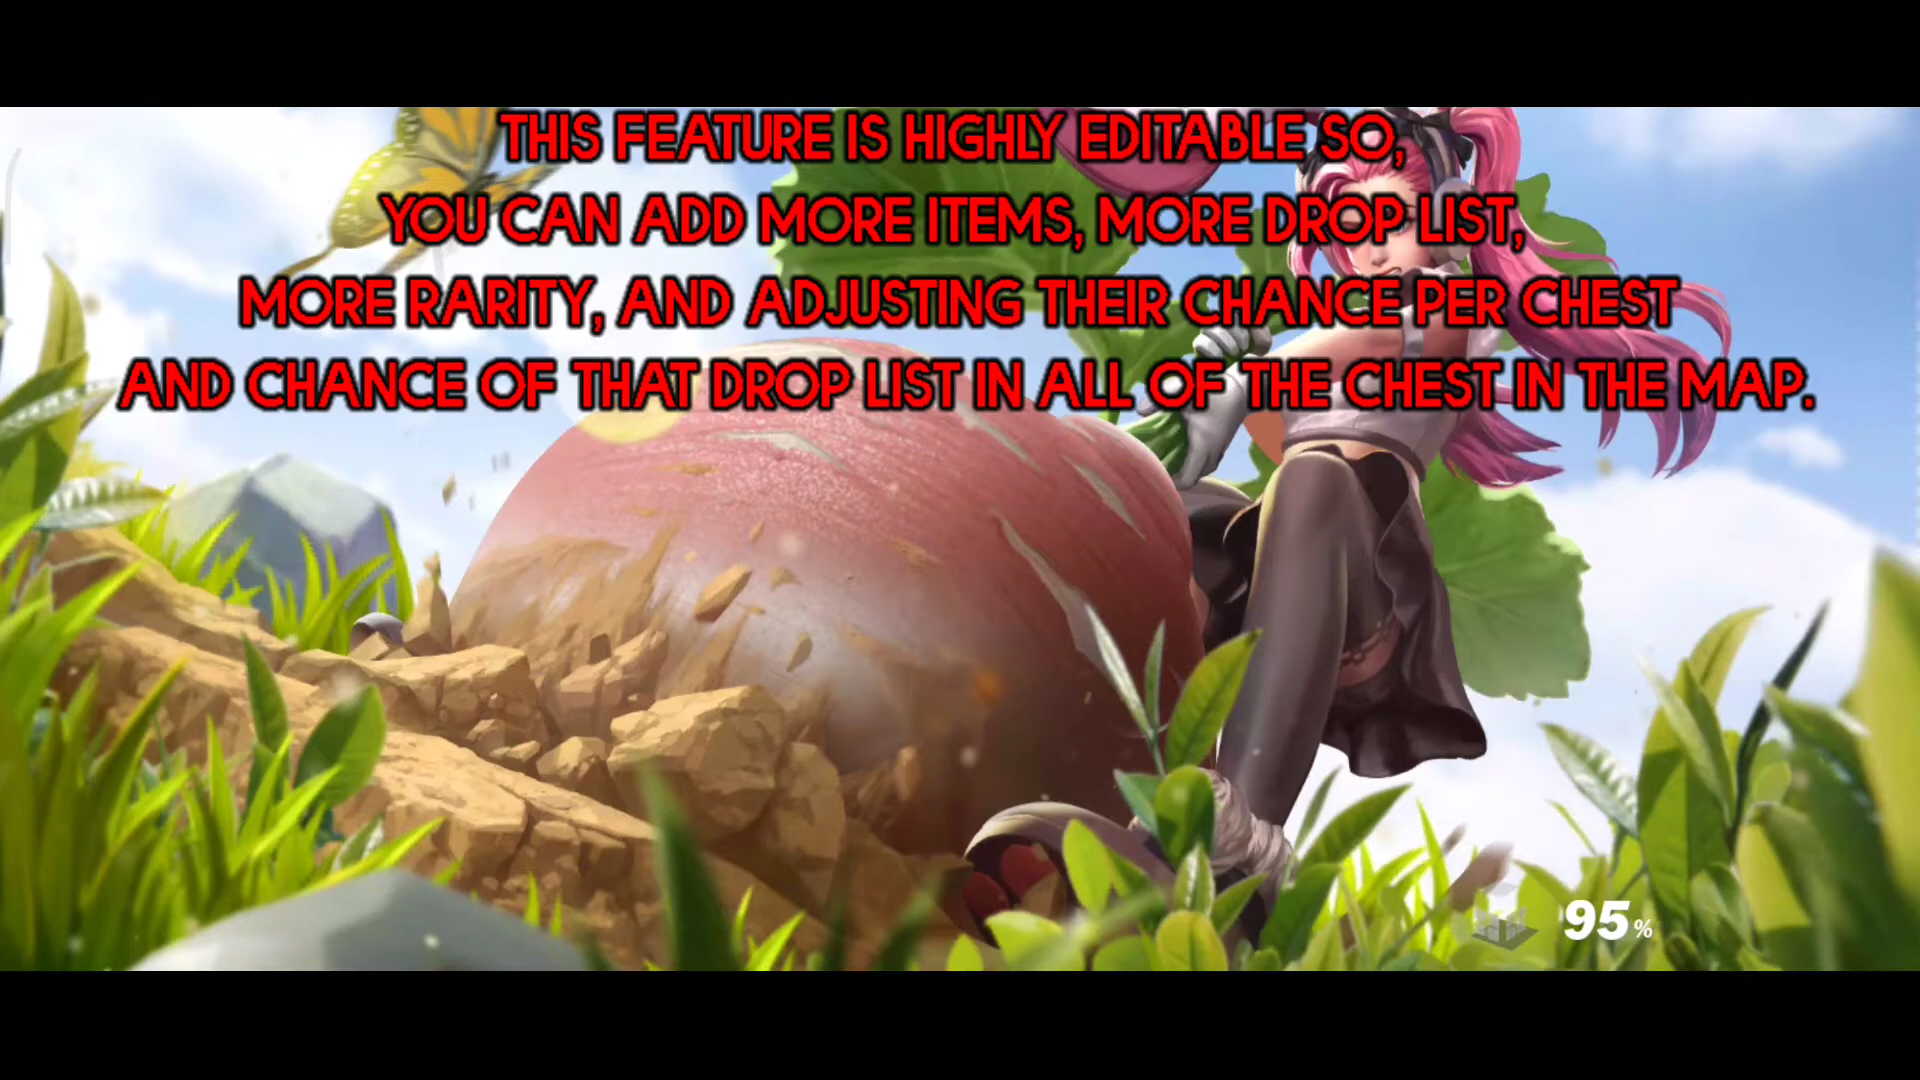 THIS FEATURE IS HIGHLY EDITABLE SO,
YOU CAN ADD MORE ITEMS, MORE DROP LIST,
MORE RARITY, AND ADJUSTING THEIR CHANCE PER CHEST
AND CHANCE OF THAT DROP LIST IN ALL OF THE CHEST IN THE MAP.
95%